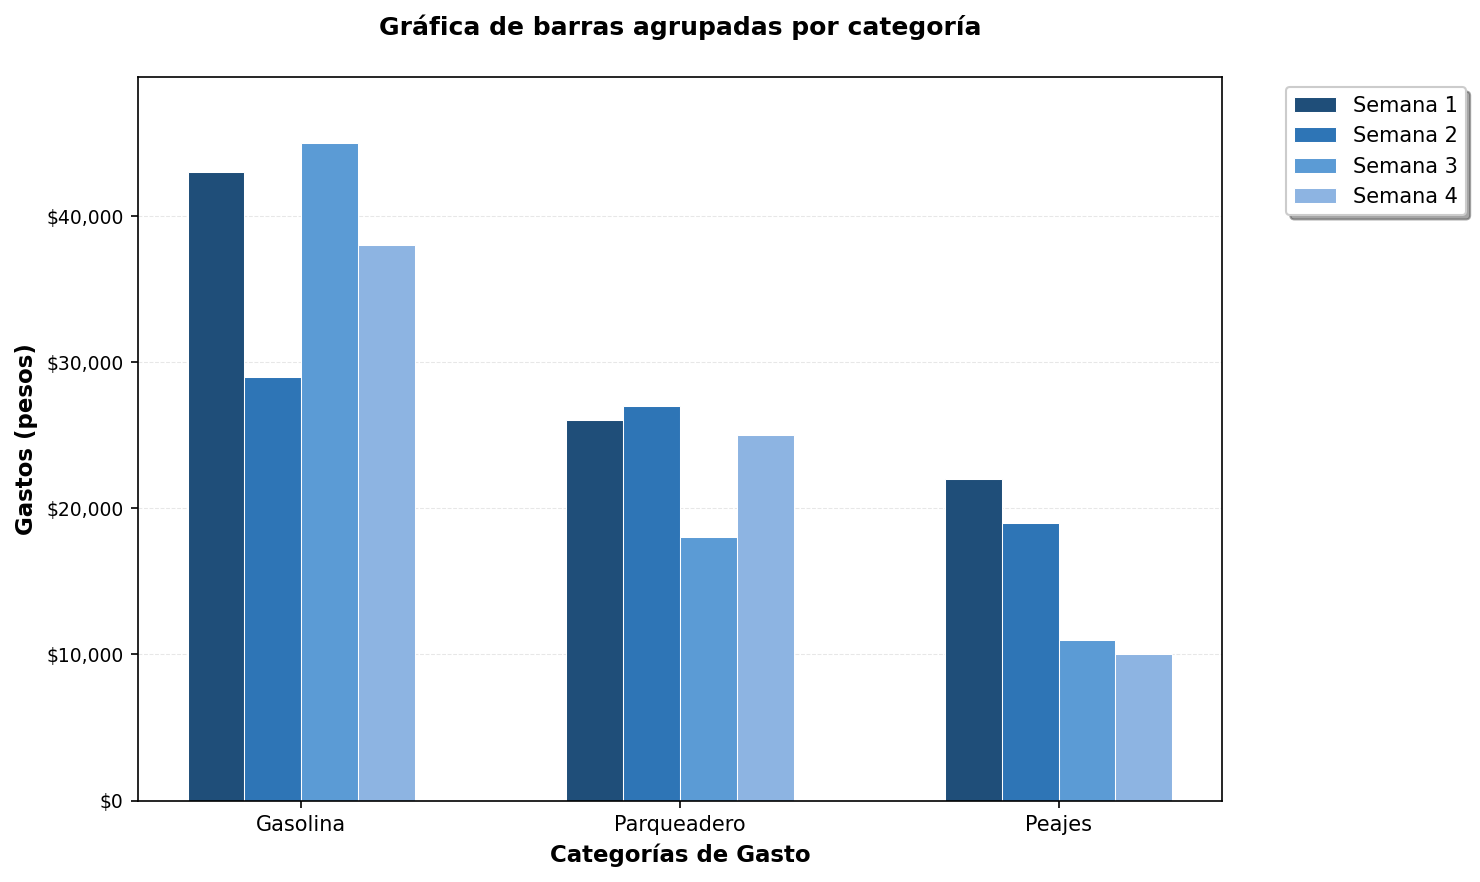 Gráfica de barras agrupadas por categoría
Semana 1
Semana 2
Semana 3
Semana 4
Gastos (pesos)
$40,000
$30,000
$20,000
$10,000
$0
Gasolina
Parqueadero
Peajes
Categorías de Gasto